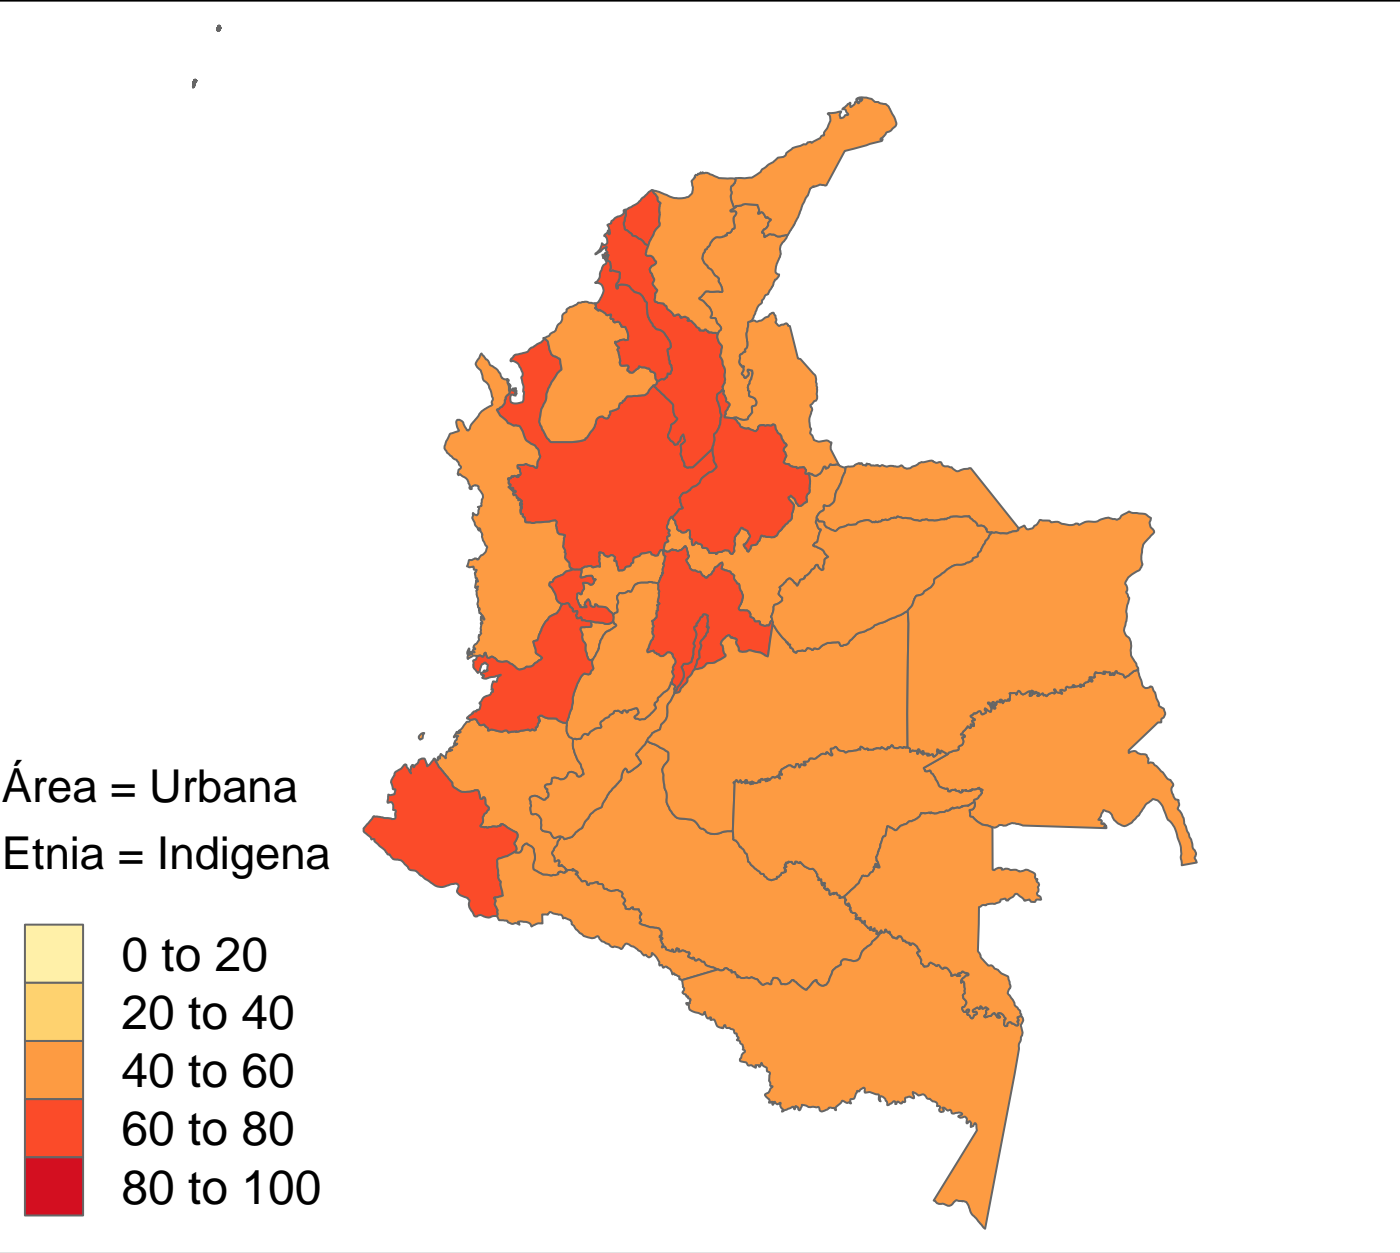 Área = Urbana
Etnia = Indigena
0 to 20
20 to 40
40 to 60
60 to 80
80 to 100